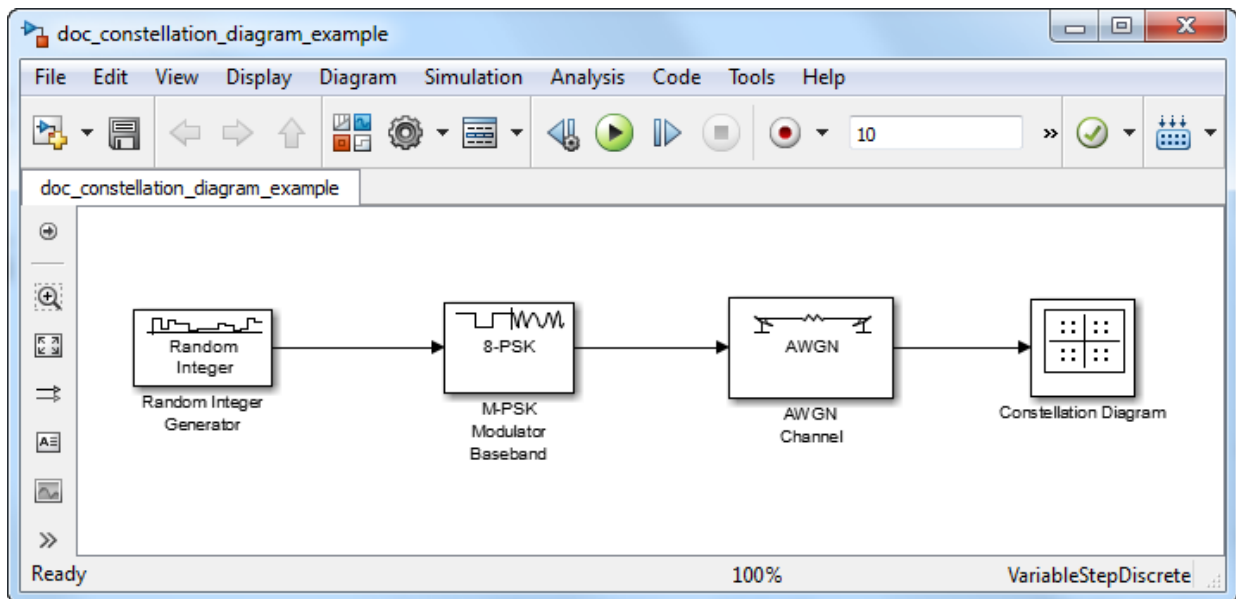 doc_constellation_diagram_example
File Edit View Display Diagram Simulation Analysis Code Tools Help
10
doc_constellation_diagram_example
Random
Integer
Random Integer
Generator
8-PSK
M-PSK
Modulator
Baseband
AWGN
AWGN
Channel
Constellation Diagram
Ready 100% VariableStepDiscrete